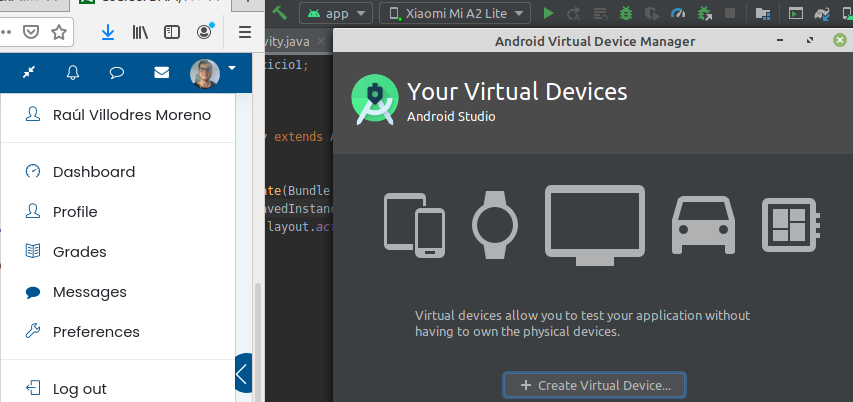 Raúl Villodres Moreno
Dashboard
Profile
Grades
Messages
Preferences
Log out
app
Xiaomi Mi A2 Lite
vity.java
icio1;
y extends
ate(Bundle
avedInstanc
layout.act
Android Virtual Device Manager
Your Virtual Devices
Android Studio
Virtual devices allow you to test your application without
having to own the physical devices.
+ Create Virtual Device...